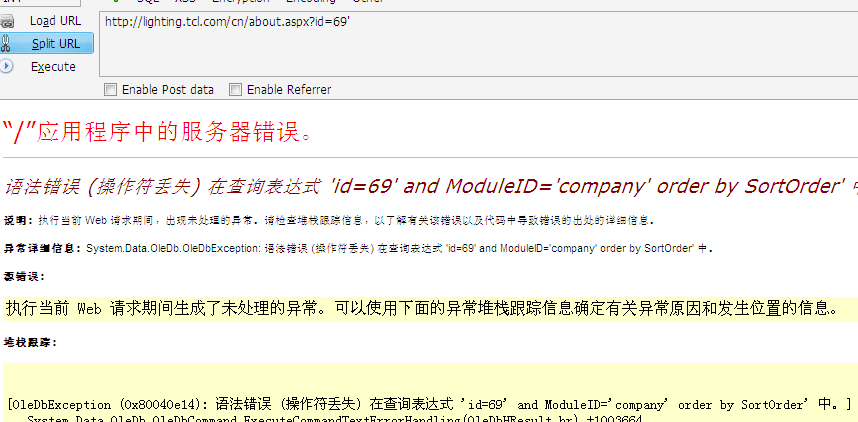 Load URL
http://lighting.tcl.com/cn/about.aspx?id=69'
Split URL
Execute
Enable Post data Enable Referrer
“/”应用程序中的服务器错误。
语法错误 (操作符丢失) 在查询表达式 'id=69' and ModuleID='company' order by SortOrder'
说明: 执行当前 Web 请求期间，出现未处理的异常。请检查堆栈跟踪信息，以了解有关该错误以及代码中导致错误的出处的详细信息。
异常详细信息: System.Data.OleDb.OleDbException: 语法错误 (操作符丢失) 在查询表达式 'id=69' and ModuleID='company' order by SortOrder' 中。
源错误:
执行当前 Web 请求期间生成了未处理的异常。可以使用下面的异常堆栈跟踪信息确定有关异常原因和发生位置的信息。
堆栈跟踪:
[OleDbException (0x80040e14): 语法错误 (操作符丢失) 在查询表达式 'id=69' and ModuleID='company' order by SortOrder' 中。]
System.Data.OleDb.OleDbCommand.ExecuteCommandTextErrorHandling(OleDbHResult hr) +1003664